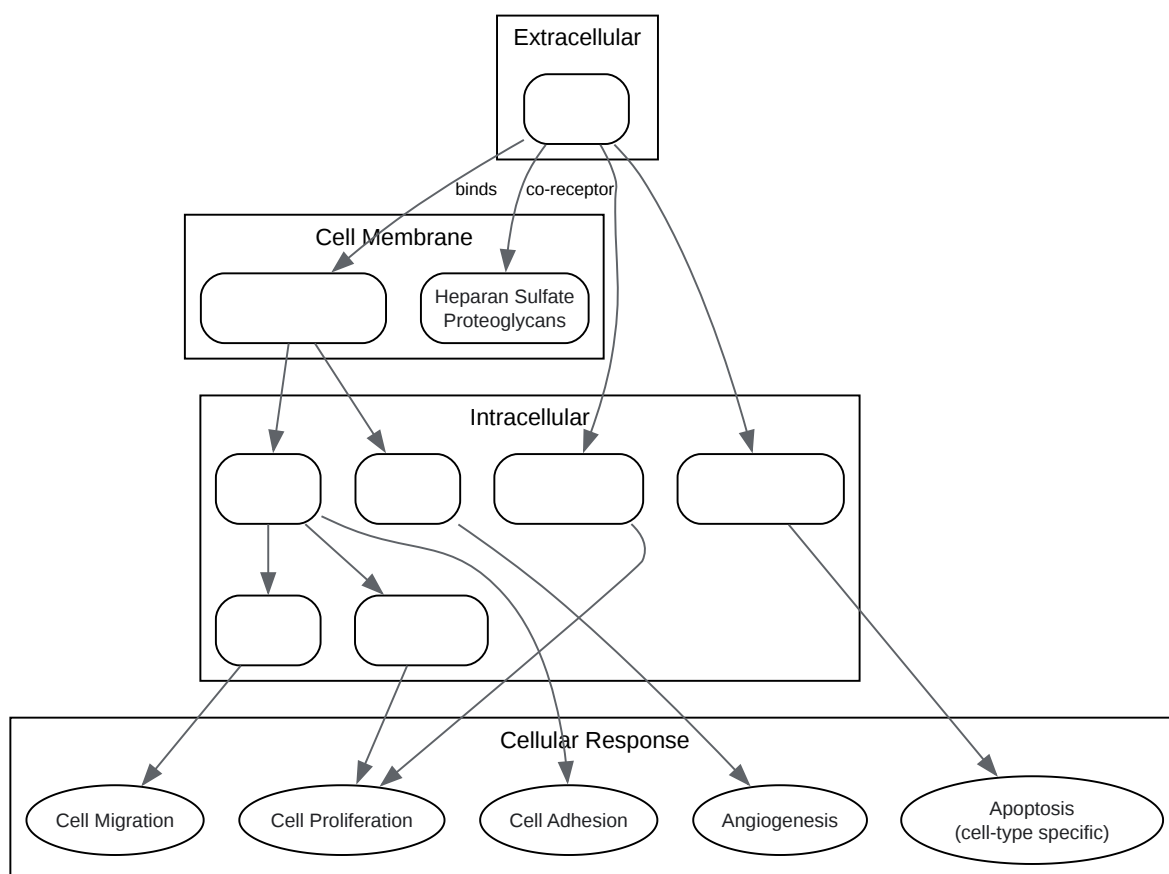 Extracellular
binds
co-receptor
Cell Membrane
Heparan Sulfate
Proteoglycans
Intracellular
Cellular Response
Cell Migration
Cell Proliferation
Cell Adhesion
Angiogenesis
Apoptosis
(cell-type specific)